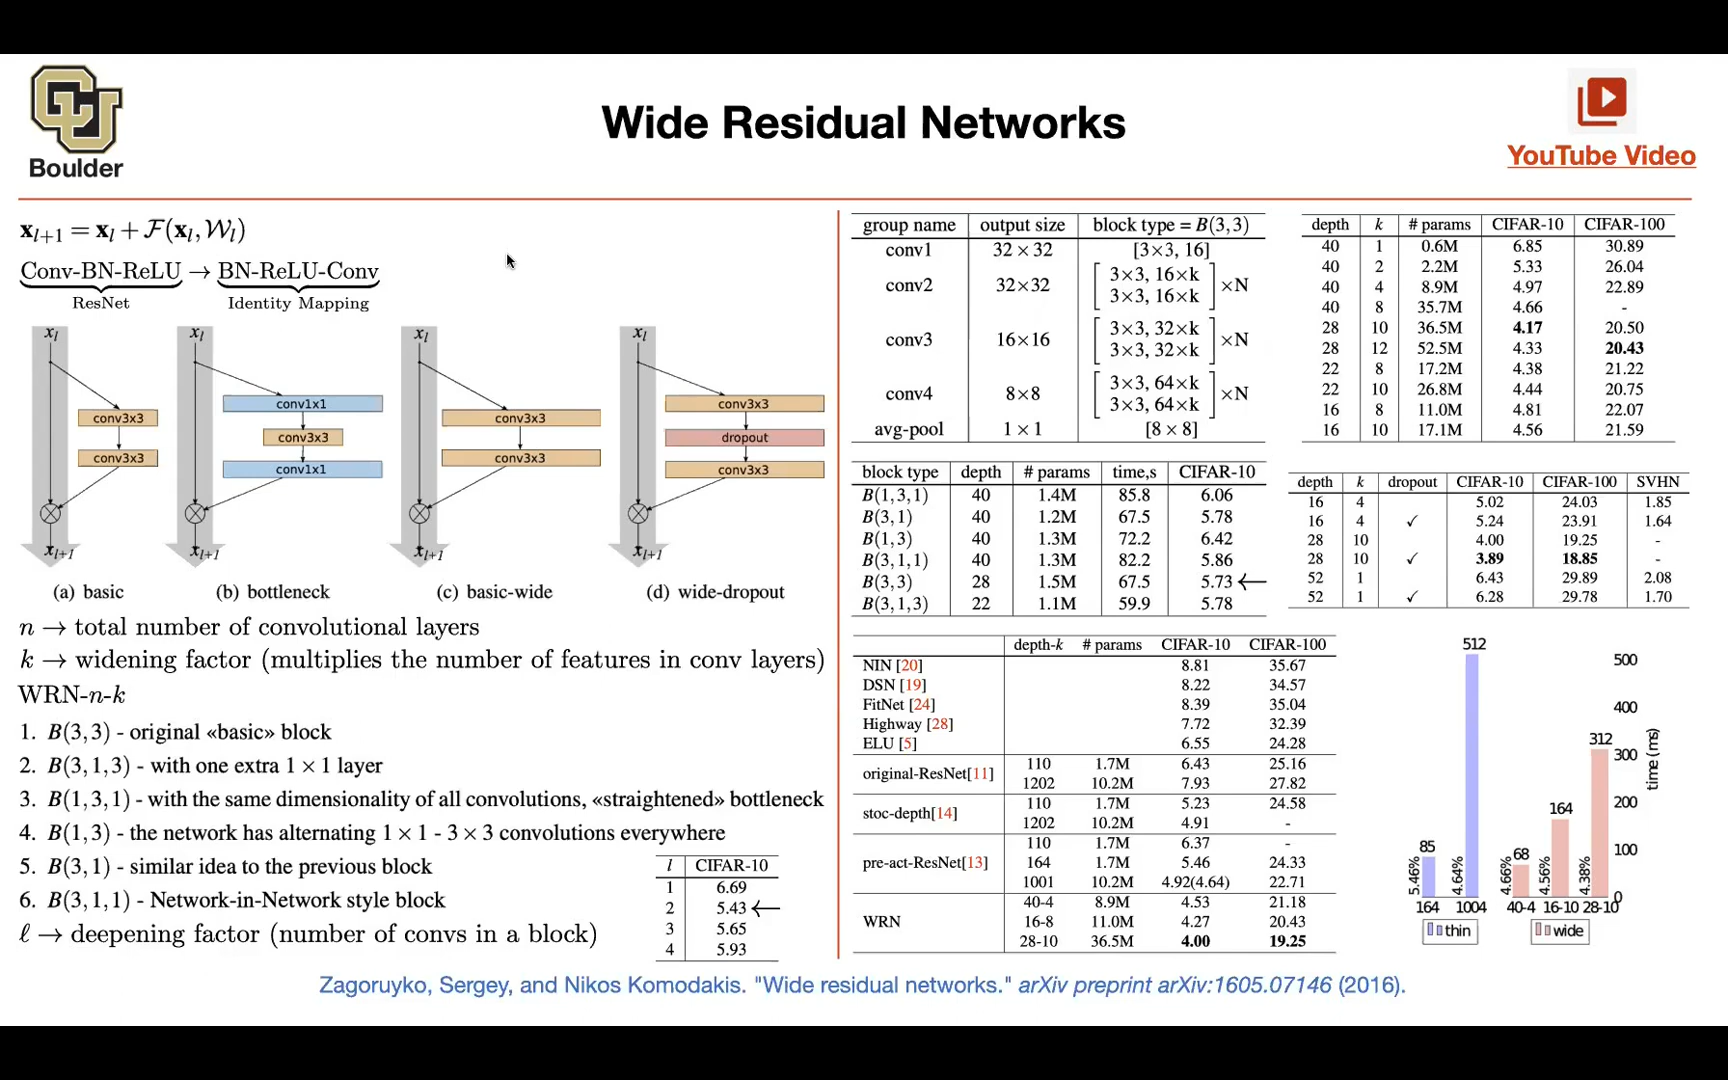 Boulder
Wide Residual Networks
YouTube Video
x_{l+1} = x_l + F(x_l, W_l)
Conv-BN-ReLU → BN-ReLU-Conv
ResNet Identity Mapping
x_l x_l x_l x_l
conv3x3
conv3x3
x_{l+1}
(a) basic
conv1x1
conv3x3
conv1x1
x_{l+1}
(b) bottleneck
conv3x3
conv3x3
x_{l+1}
(c) basic-wide
conv3x3
dropout
conv3x3
x_{l+1}
(d) wide-dropout
n → total number of convolutional layers
k → widening factor (multiplies the number of features in conv layers)
WRN-n-k
1. B(3,3) - original «basic» block
2. B(3,1,3) - with one extra 1 × 1 layer
3. B(1,3,1) - with the same dimensionality of all convolutions, «straightened» bottleneck
4. B(1,3) - the network has alternating 1 × 1 - 3 × 3 convolutions everywhere
5. B(3,1) - similar idea to the previous block
6. B(3,1,1) - Network-in-Network style block
ℓ → deepening factor (number of convs in a block)
l CIFAR-10
1 6.69
2 5.43 ←
3 5.65
4 5.93
group name output size block type = B(3,3)
conv1 32×32 [3×3, 16]
conv2 32×32 [3×3, 16×k
3×3, 16×k] ×N
conv3 16×16 [3×3, 32×k
3×3, 32×k] ×N
conv4 8×8 [3×3, 64×k
3×3, 64×k] ×N
avg-pool 1×1 [8×8]
block type depth # params time,s CIFAR-10
B(1,3,1) 40 1.4M 85.8 6.06
B(3,1) 40 1.2M 67.5 5.78
B(1,3) 40 1.3M 72.2 6.42
B(3,1,1) 40 1.3M 82.2 5.86
B(3,3) 28 1.5M 67.5 5.73 ←
B(3,1,3) 22 1.1M 59.9 5.78
depth-k # params CIFAR-10 CIFAR-100
NIN [20] 8.81 35.67
DSN [19] 8.22 34.57
FitNet [24] 8.39 35.04
Highway [28] 7.72 32.39
ELU [5] 6.55 24.28
original-ResNet[11] 110 1.7M 6.43 25.16
1202 10.2M 7.93 27.82
stoc-depth[14] 110 1.7M 5.23 24.58
1202 10.2M 4.91 -
pre-act-ResNet[13] 110 1.7M 6.37 -
164 1.7M 5.46 24.33
1001 10.2M 4.92(4.64) 22.71
WRN 40-4 8.9M 4.53 21.18
16-8 11.0M 4.27 20.43
28-10 36.5M 4.00 19.25
depth k # params CIFAR-10 CIFAR-100
40 1 0.6M 6.85 30.89
40 2 2.2M 5.33 26.04
40 4 8.9M 4.97 22.89
40 8 35.7M 4.66 -
28 10 36.5M 4.17 20.50
28 12 52.5M 4.33 20.43
22 8 17.2M 4.38 21.22
22 10 26.8M 4.44 20.75
16 8 11.0M 4.81 22.07
16 10 17.1M 4.56 21.59
depth k dropout CIFAR-10 CIFAR-100 SVHN
16 4 5.02 24.03 1.85
16 4 ✓ 5.24 23.91 1.64
28 10 4.00 19.25 -
28 10 ✓ 3.89 18.85 -
52 1 6.43 29.89 2.08
52 1 ✓ 6.28 29.78 1.70
512
500
400
312
300
200
164
100
85
68
0
5.46% 4.64% 4.66% 4.56% 4.38%
164 1004 40-4 16-10 28-10
thin wide
time (ms)
Zagoruyko, Sergey, and Nikos Komodakis. "Wide residual networks." arXiv preprint arXiv:1605.07146 (2016).